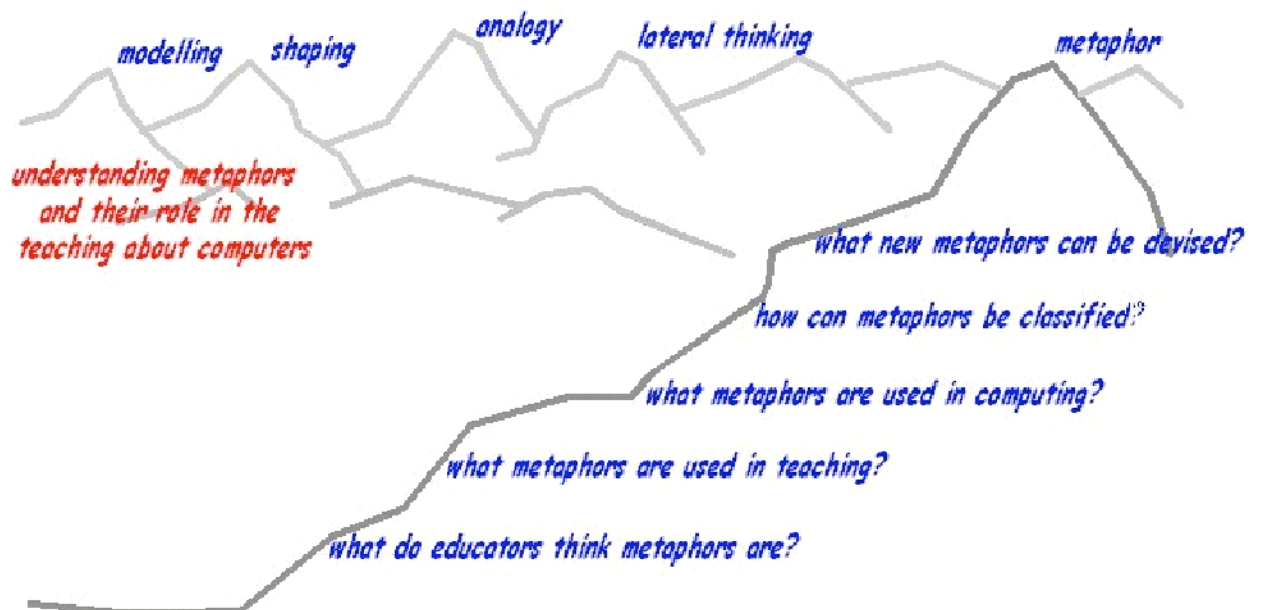 modelling
shaping
analogy
lateral thinking
metaphor
understanding metaphors
and their role in the
teaching about computers
what new metaphors can be devised?
how can metaphors be classified?
what metaphors are used in computing?
what metaphors are used in teaching?
what do educators think metaphors are?